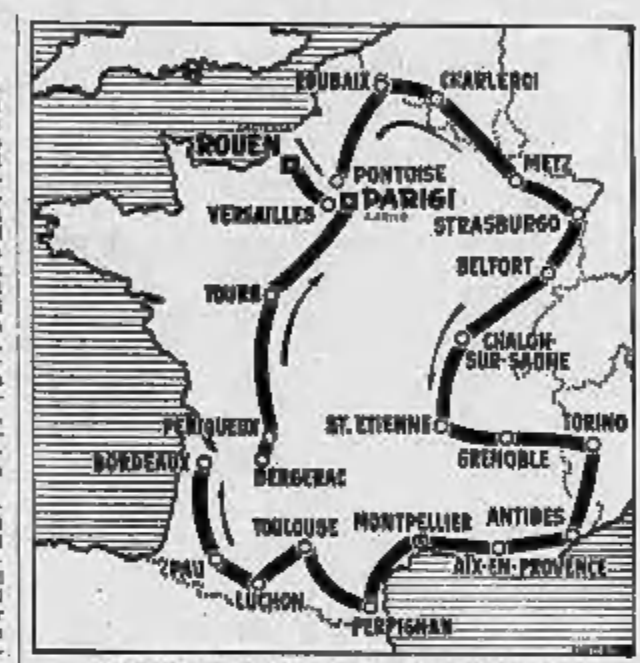 ROUBAIX
CHARLEROI
ROUEN
PONTOISE
METZ
PARIGI
VERSAILLES
STRASBURGO
BELFORT
TOURS
CHALON-
SUR-SAONE
PERIGUEUX
ST. ETIENNE
TORINO
BORDEAUX
GRENOBLE
BERGERAC
TOULOUSE
MONTPELLIER
ANTIBES
PAU
AIX-EN-PROVENCE
LUCHON
PERPIGNAN